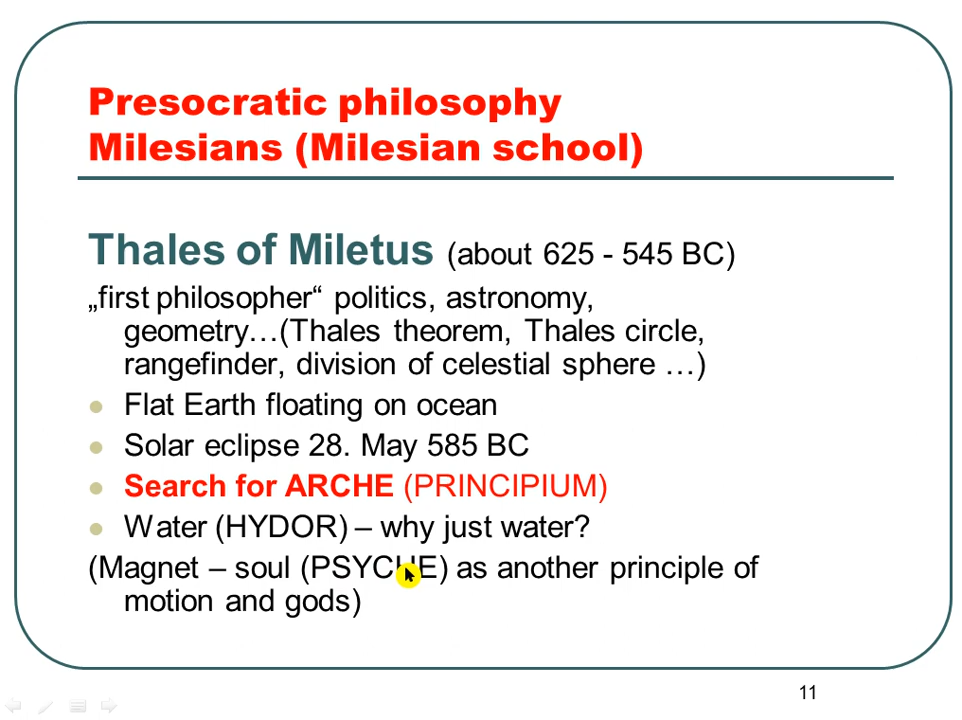 Presocratic philosophy
Milesians (Milesian school)
Thales of Miletus (about 625 - 545 BC)
„first philosopher“ politics, astronomy,
geometry…(Thales theorem, Thales circle,
rangefinder, division of celestial sphere …)
Flat Earth floating on ocean
Solar eclipse 28. May 585 BC
Search for ARCHE (PRINCIPIUM)
Water (HYDOR) – why just water?
(Magnet – soul (PSYCHE) as another principle of
motion and gods)
11